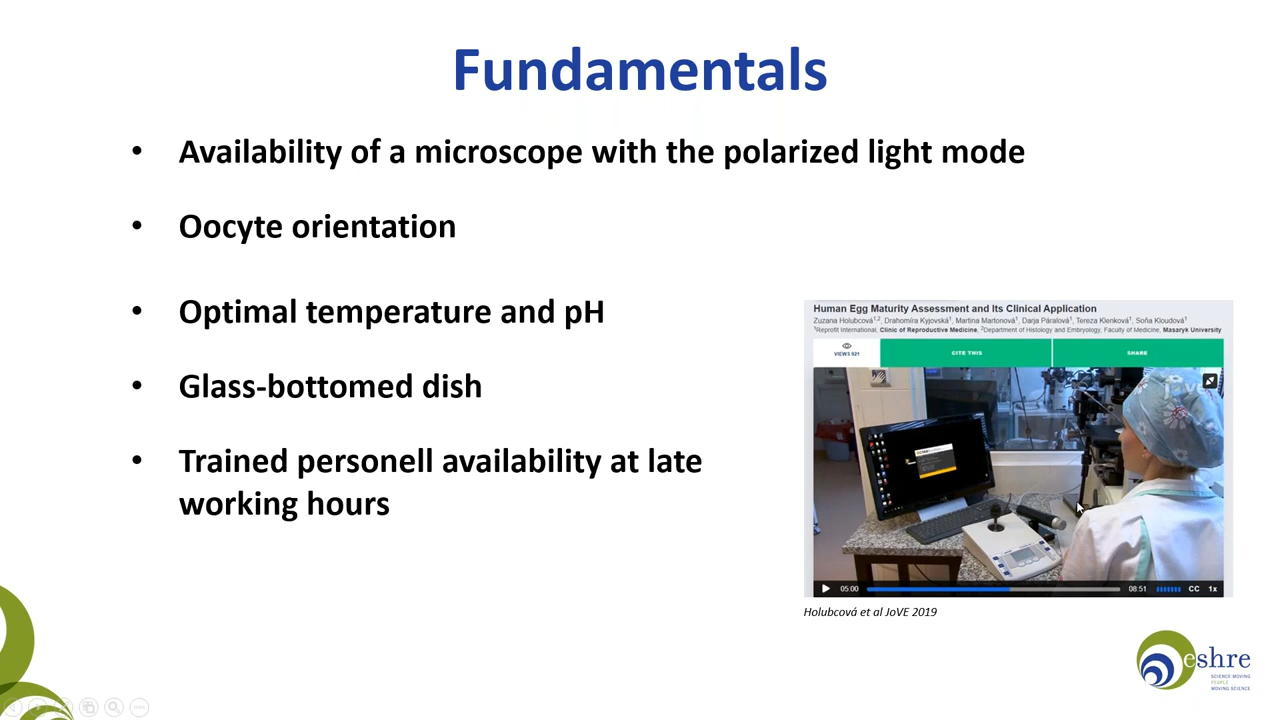 Fundamentals
• Availability of a microscope with the polarized light mode
• Oocyte orientation
• Optimal temperature and pH
• Glass-bottomed dish
• Trained personell availability at late
working hours
Human Egg Maturity Assessment and Its Clinical Application
Zuzana Holubcová1,2, Drahomíra Kyjovská1, Martina Martonová1, Darja Páralová1, Tereza Klenková1, Soňa Kloudová1
1Reprofit International, Clinic of Reproductive Medicine, 2Department of Histology and Embryology, Faculty of Medicine, Masaryk University
VIEWS 921
CITE THIS
SHARE
05:00
08:51
CC
1x
Holubcová et al JoVE 2019
eshre
SCIENCE MOVING
PEOPLE
MOVING SCIENCE